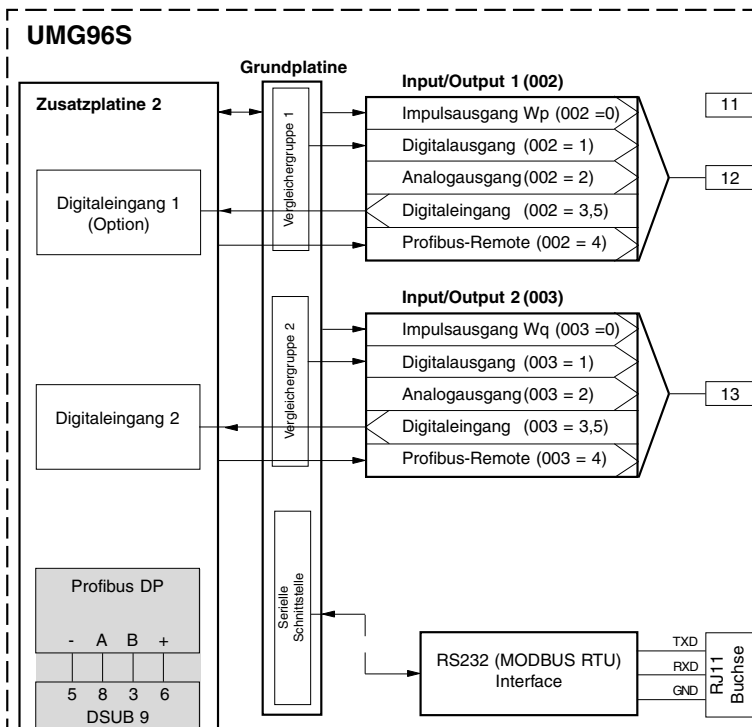 UMG96S
Grundplatine
Zusatzplatine 2
Digitaleingang 1
(Option)
Digitaleingang 2
Profibus DP
- A B +
5 8 3 6
DSUB 9
Vergleichergruppe 1
Vergleichergruppe 2
Serielle
Schnittstelle
Input/Output 1 (002)
Impulsausgang Wp (002 =0)
Digitalausgang (002 = 1)
Analogausgang(002 = 2)
Digitaleingang (002 = 3,5)
Profibus-Remote (002 = 4)
11
12
Input/Output 2 (003)
Impulsausgang Wq (003 =0)
Digitalausgang (003 = 1)
Analogausgang(003 = 2)
Digitaleingang (003 = 3,5)
Profibus-Remote (003 = 4)
13
RS232 (MODBUS RTU)
Interface
TXD
RXD
GND
RJ11
Buchse